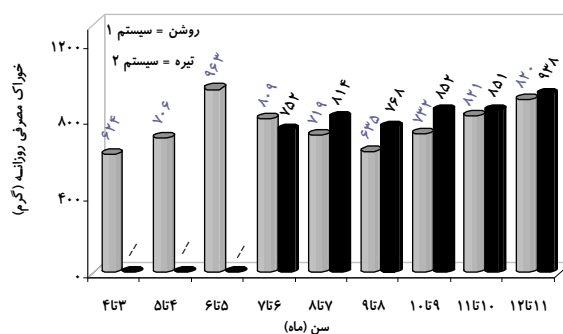 روشن = سیستم ۱
تیره = سیستم ۲
خوراک مصرفی روزانه (گرم)
۱۲۰۰
۸۰۰
۴۰۰
۰
۶۲۴ ۷۰۶ ۹۶۳ ۸۰۹ ۷۵۲ ۷۱۹ ۸۱۴ ۶۳۵ ۷۶۸ ۷۳۲ ۸۵۲ ۸۲۱ ۸۵۱ ۸۲۰ ۹۳۸
۳تا۴ ۴تا۵ ۵تا۶ ۶تا۷ ۷تا۸ ۸تا۹ ۹تا۱۰ ۱۰تا۱۱ ۱۱تا۱۲
سن (ماه)